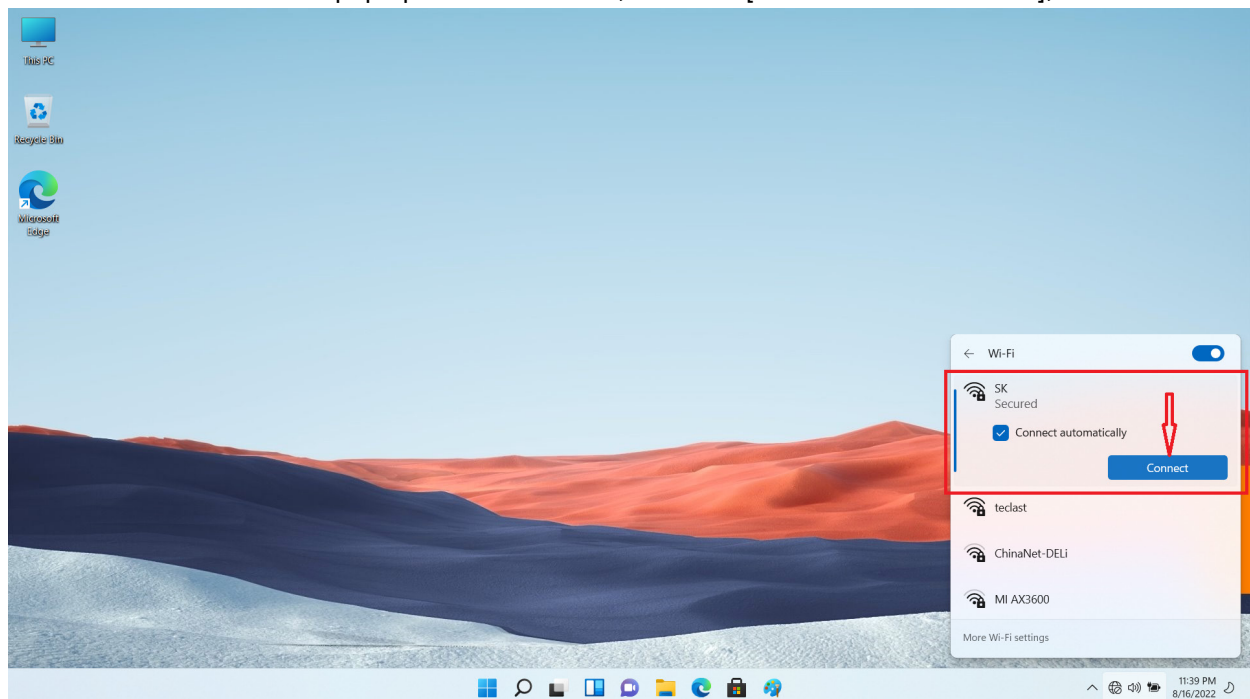 This PC
Recycle Bin
Microsoft
Edge
Wi-Fi
SK
Secured
Connect automatically
Connect
teclast
ChinaNet-DELi
MI AX3600
More Wi-Fi settings
11:39 PM
8/16/2022